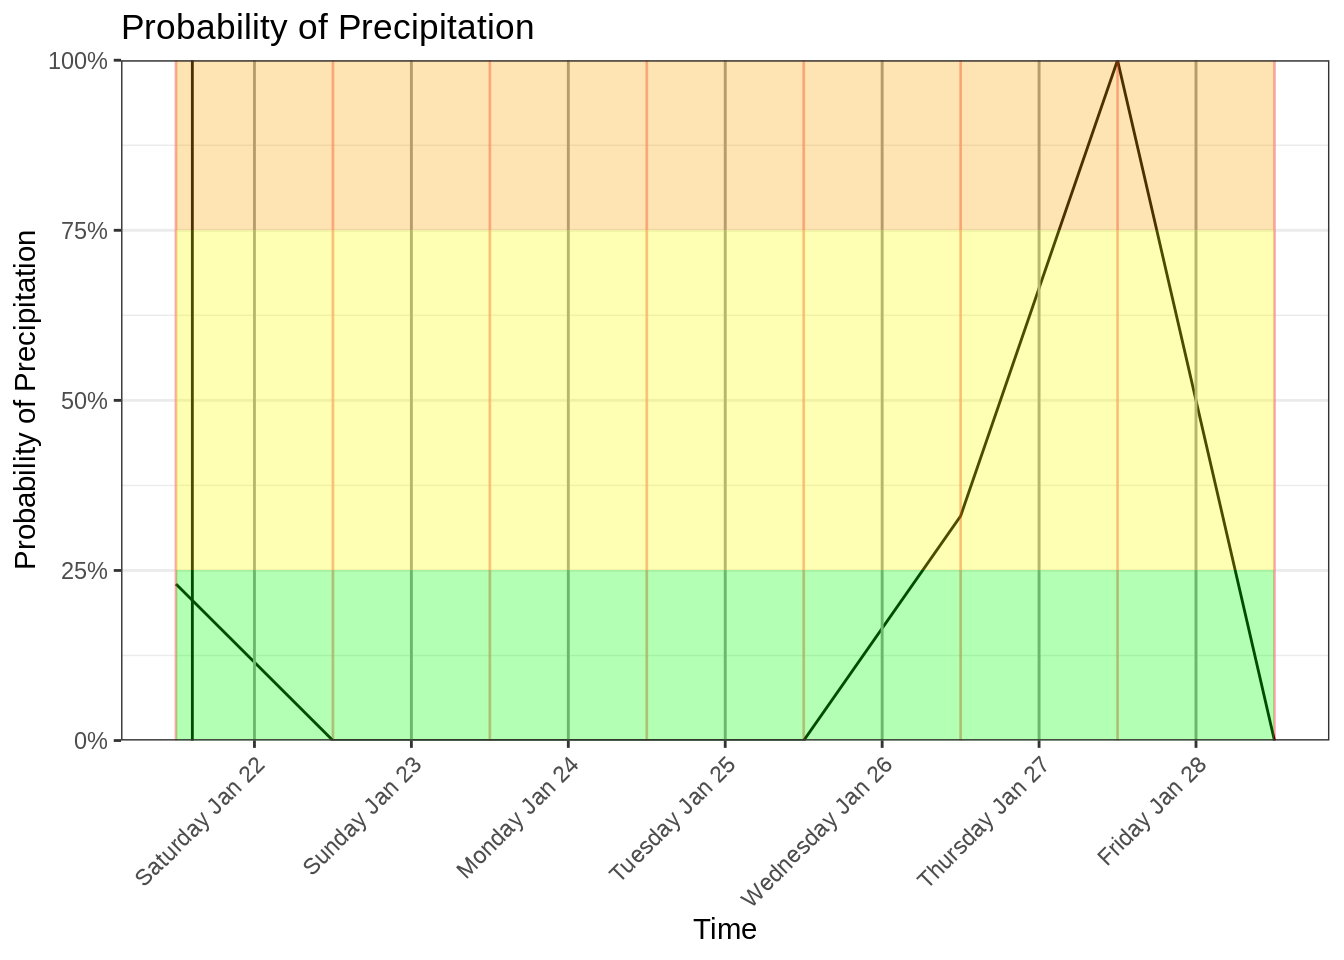 Probability of Precipitation
Probability of Precipitation
100%
75%
50%
25%
0%
Saturday Jan 22
Sunday Jan 23
Monday Jan 24
Tuesday Jan 25
Wednesday Jan 26
Thursday Jan 27
Friday Jan 28
Time